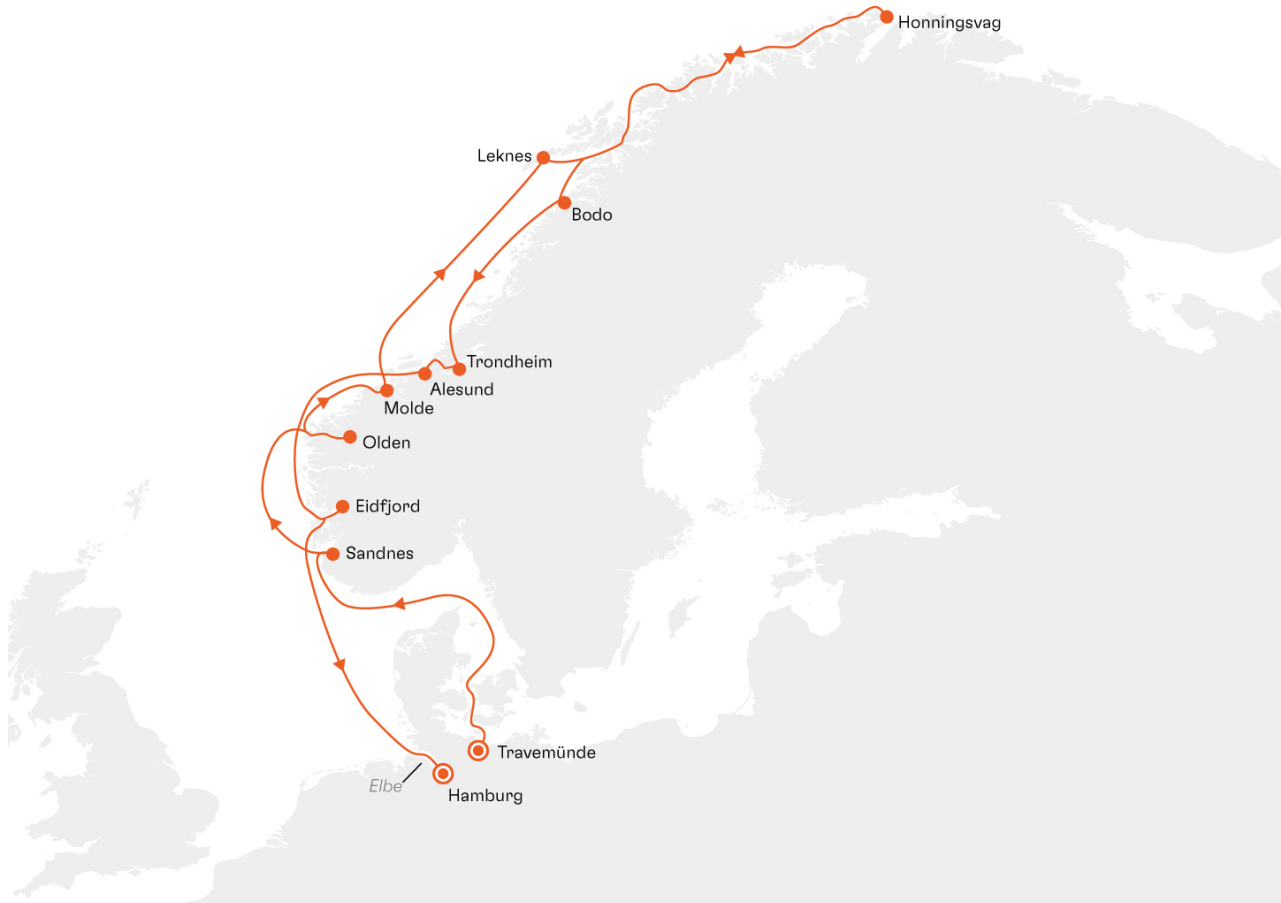 Honningsvag
Leknes
Bodo
Trondheim
Alesund
Molde
Olden
Eidfjord
Sandnes
Travemünde
Elbe
Hamburg